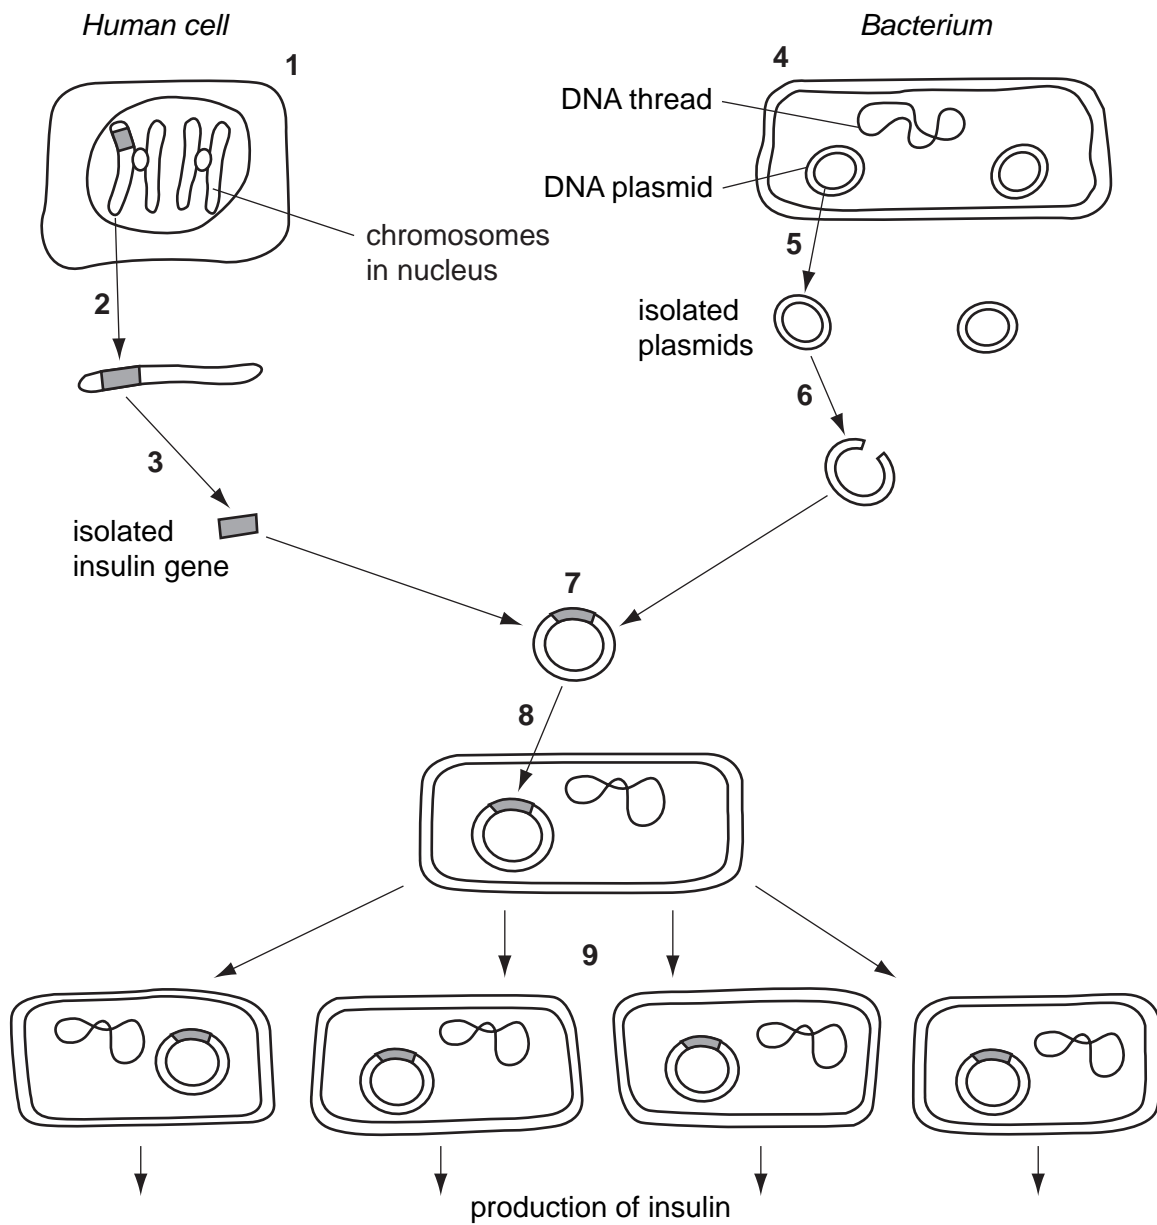 Human cell
Bacterium
1
4
DNA thread
DNA plasmid
chromosomes
in nucleus
5
2
isolated
plasmids
6
3
isolated
insulin gene
7
8
9
production of insulin